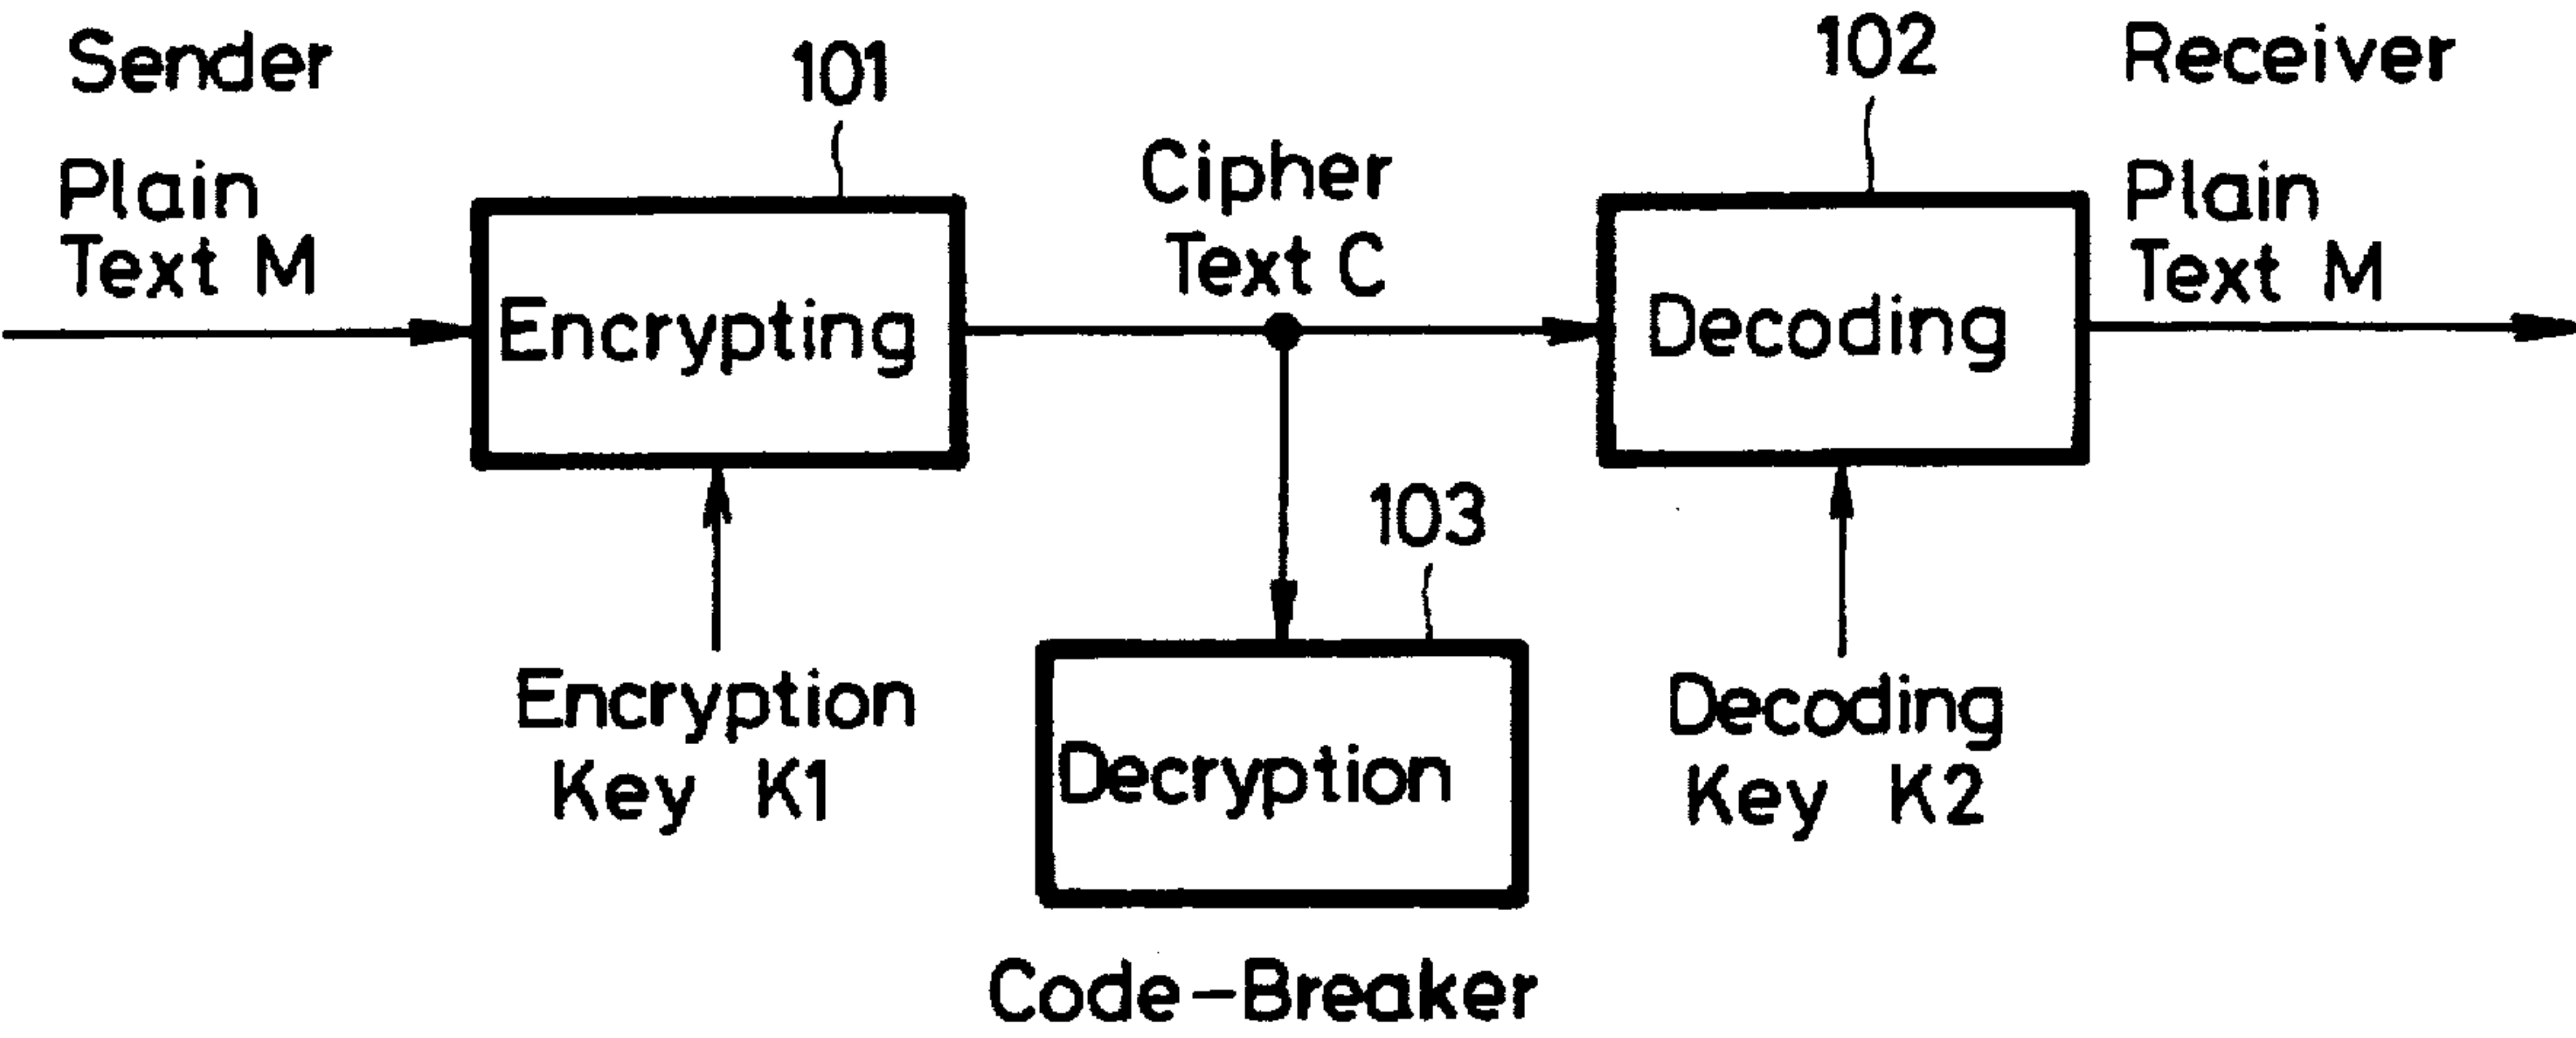 Sender
101
102
Receiver
Plain
Text M
Cipher
Text C
Plain
Text M
Encrypting
Decoding
103
Encryption
Key K1
Decryption
Decoding
Key K2
Code-Breaker